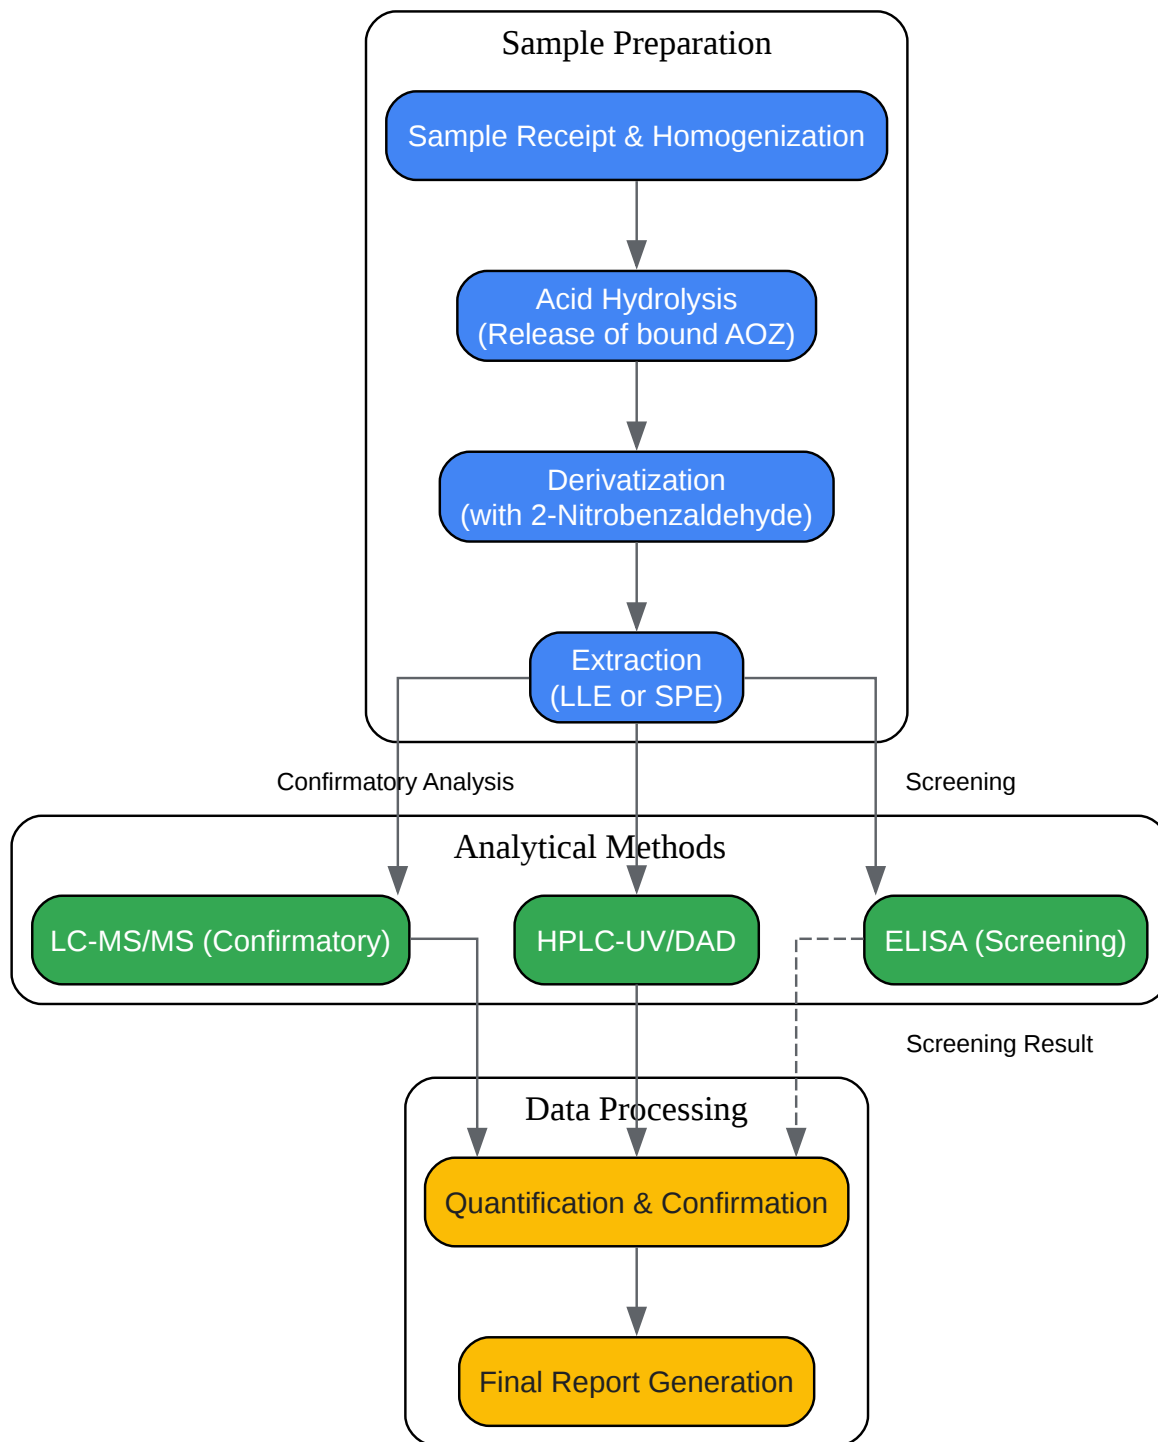 Sample Preparation
Sample Receipt & Homogenization
Acid Hydrolysis
(Release of bound AOZ)
Derivatization
(with 2-Nitrobenzaldehyde)
Extraction
(LLE or SPE)
Confirmatory Analysis
Screening
Analytical Methods
LC-MS/MS (Confirmatory)
HPLC-UV/DAD
ELISA (Screening)
Screening Result
Data Processing
Quantification & Confirmation
Final Report Generation